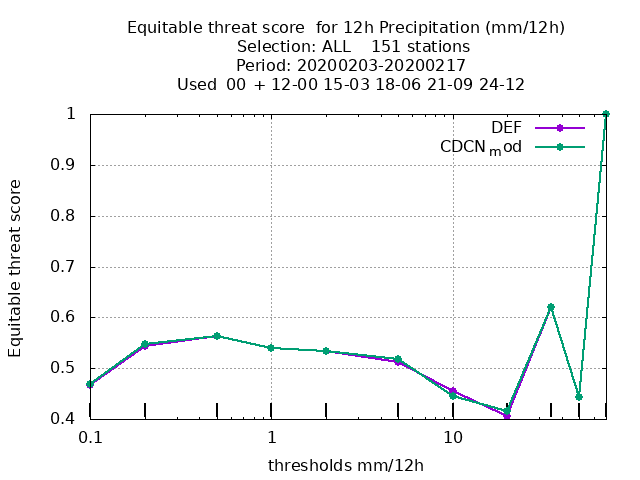 Equitable threat score  for 12h Precipitation (mm/12h)
Selection: ALL    151 stations
Period: 20200203-20200217
Used  00 + 12-00 15-03 18-06 21-09 24-12
DEF
CDCNmod
1
0.9
0.8
0.7
0.6
0.5
0.4
Equitable threat score
0.1
1
10
thresholds mm/12h